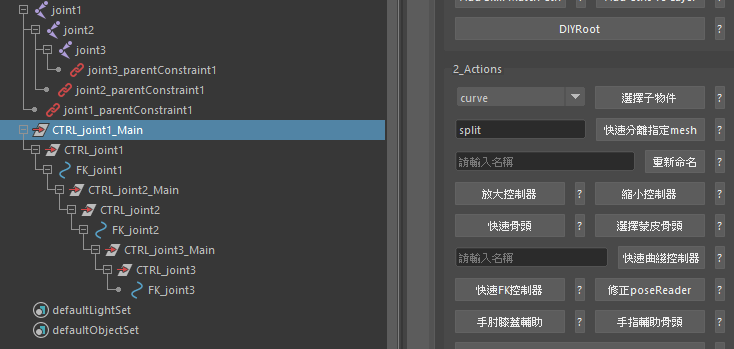 joint1
joint2
joint3
joint3_parentConstraint1
joint2_parentConstraint1
joint1_parentConstraint1
CTRL_joint1_Main
CTRL_joint1
FK_joint1
CTRL_joint2_Main
CTRL_joint2
FK_joint2
CTRL_joint3_Main
CTRL_joint3
FK_joint3
defaultLightSet
defaultObjectSet
DIYRoot ?
2_Actions
curve 選擇子物件 ?
split 快速分離指定mesh ?
請輸入名稱 重新命名 ?
放大控制器 ? 縮小控制器 ?
快速骨頭 ? 選擇蒙皮骨頭 ?
請輸入名稱 快速曲線控制器 ?
快速FK控制器 ? 修正poseReader ?
手肘膝蓋輔助 ? 手指輔助骨頭 ?